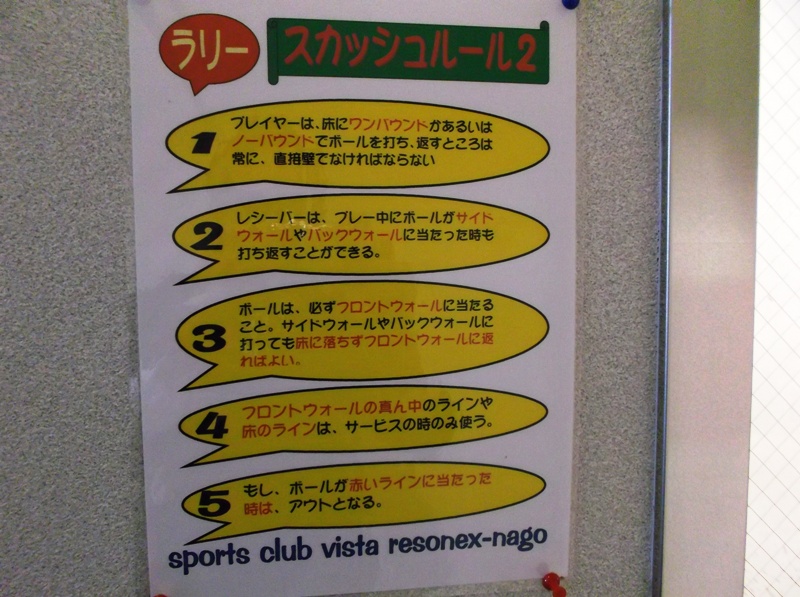 ラリー
スカッシュルール2
1
プレイヤーは、床にワンバウンドがあるいは
ノーバウンドでボールを打ち、返すところは
常に、直接壁でなければならない
2
レシーバーは、プレー中にボールがサイド
ウォールやバックウォールに当たった時も
打ち返すことができる。
3
ボールは、必ずフロントウォールに当たる
こと。サイドウォールやバックウォールに
打っても床に落ちずフロントウォールに返
ればよい。
4
フロントウォールの真ん中のラインや
床のラインは、サービスの時のみ使う。
5
もし、ボールが赤いラインに当たった
時は、アウトとなる。
sports club vista resonex-nago